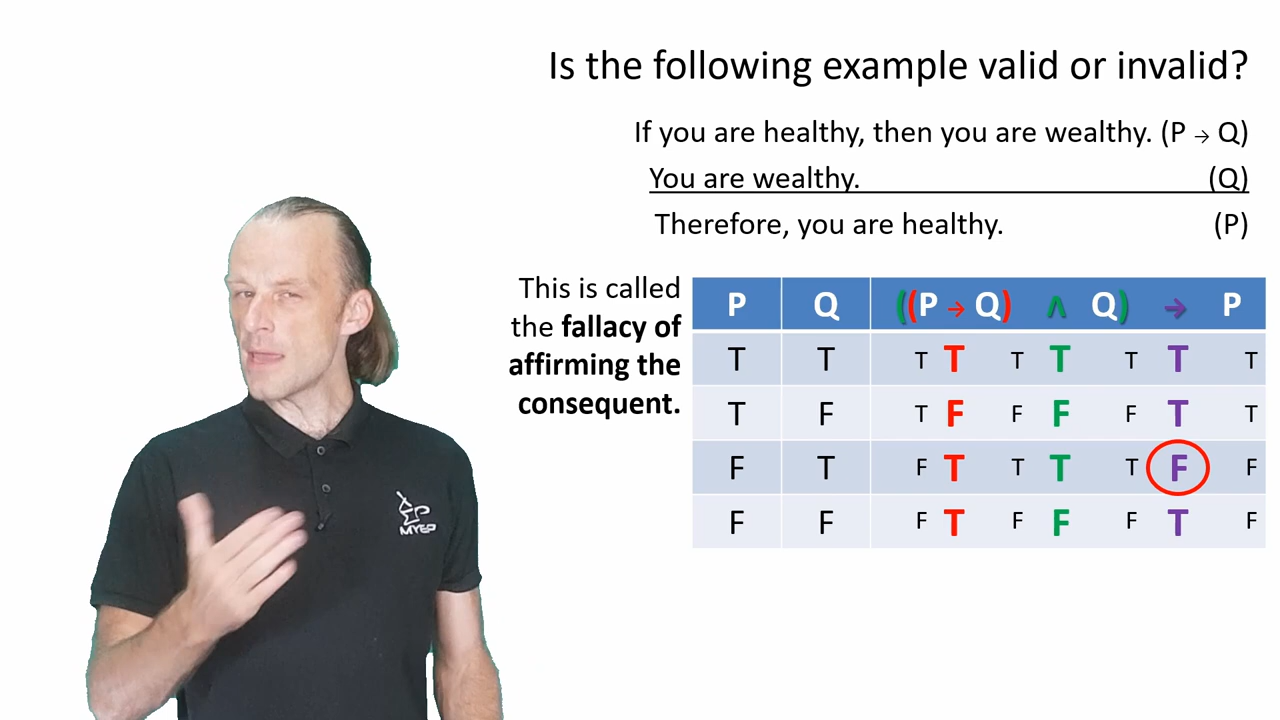 Is the following example valid or invalid?
If you are healthy, then you are wealthy. (P → Q)
You are wealthy. (Q)
Therefore, you are healthy. (P)
This is called
the fallacy of
affirming the
consequent.
P Q ((P → Q) ∧ Q) → P
T T T T T T T T T
T F T F F F F T T
F T F T T T T F F
F F F T F F F T F
MYEP